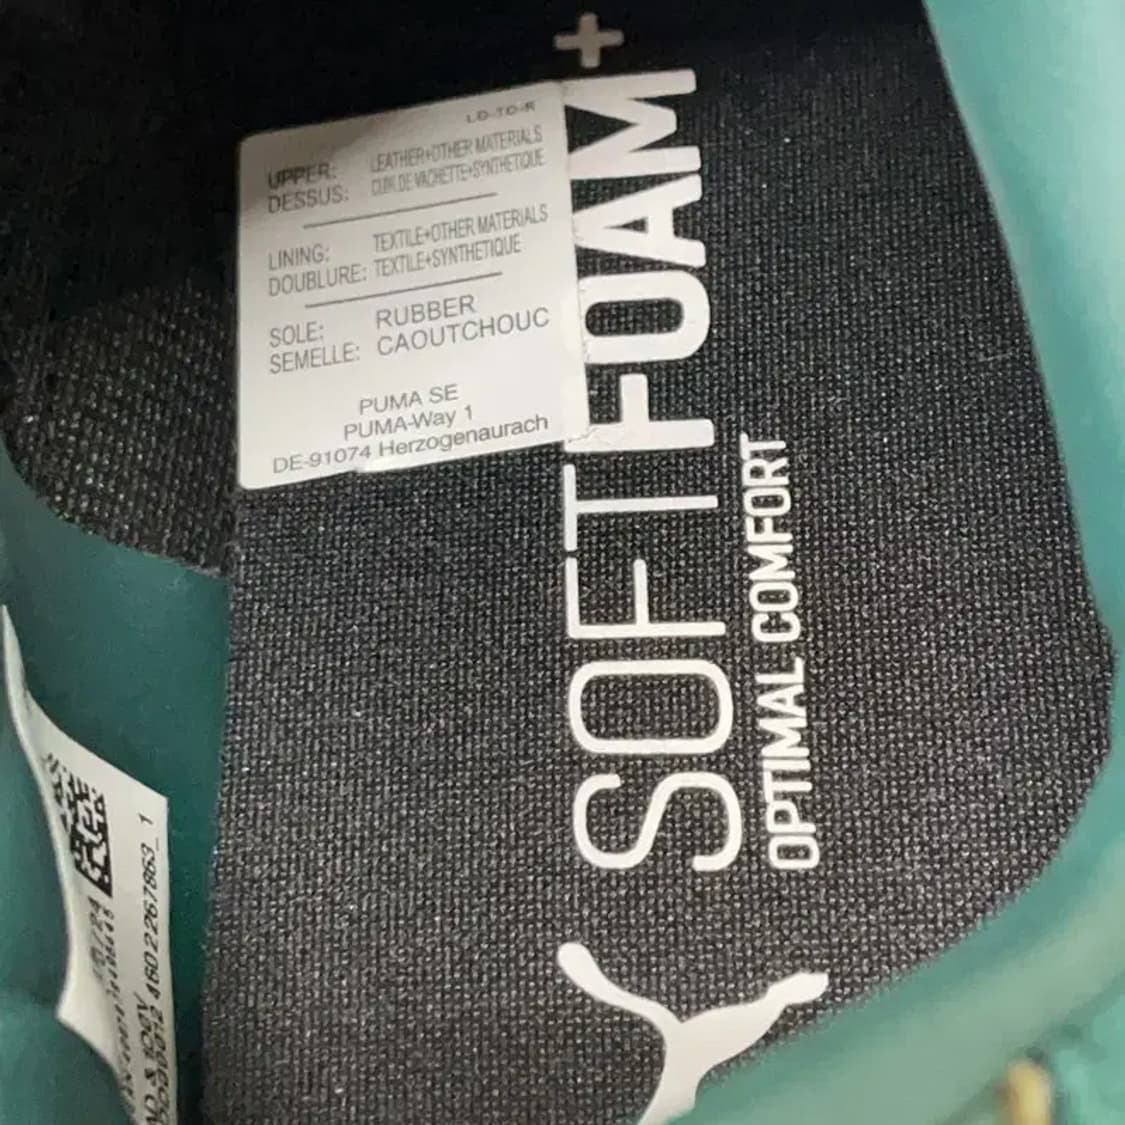 LD-TD-R
UPPER: LEATHER+OTHER MATERIALS
DESSUS: CUIR DE VACHETTE+SYNTHETIQUE
LINING: TEXTILE+OTHER MATERIALS
DOUBLURE: TEXTILE+SYNTHETIQUE
SOLE: RUBBER
SEMELLE: CAOUTCHOUC
PUMA SE
PUMA-Way 1
DE-91074 Herzogenaurach
SOFTFOAM+
OPTIMAL COMFORT
4602267863_1